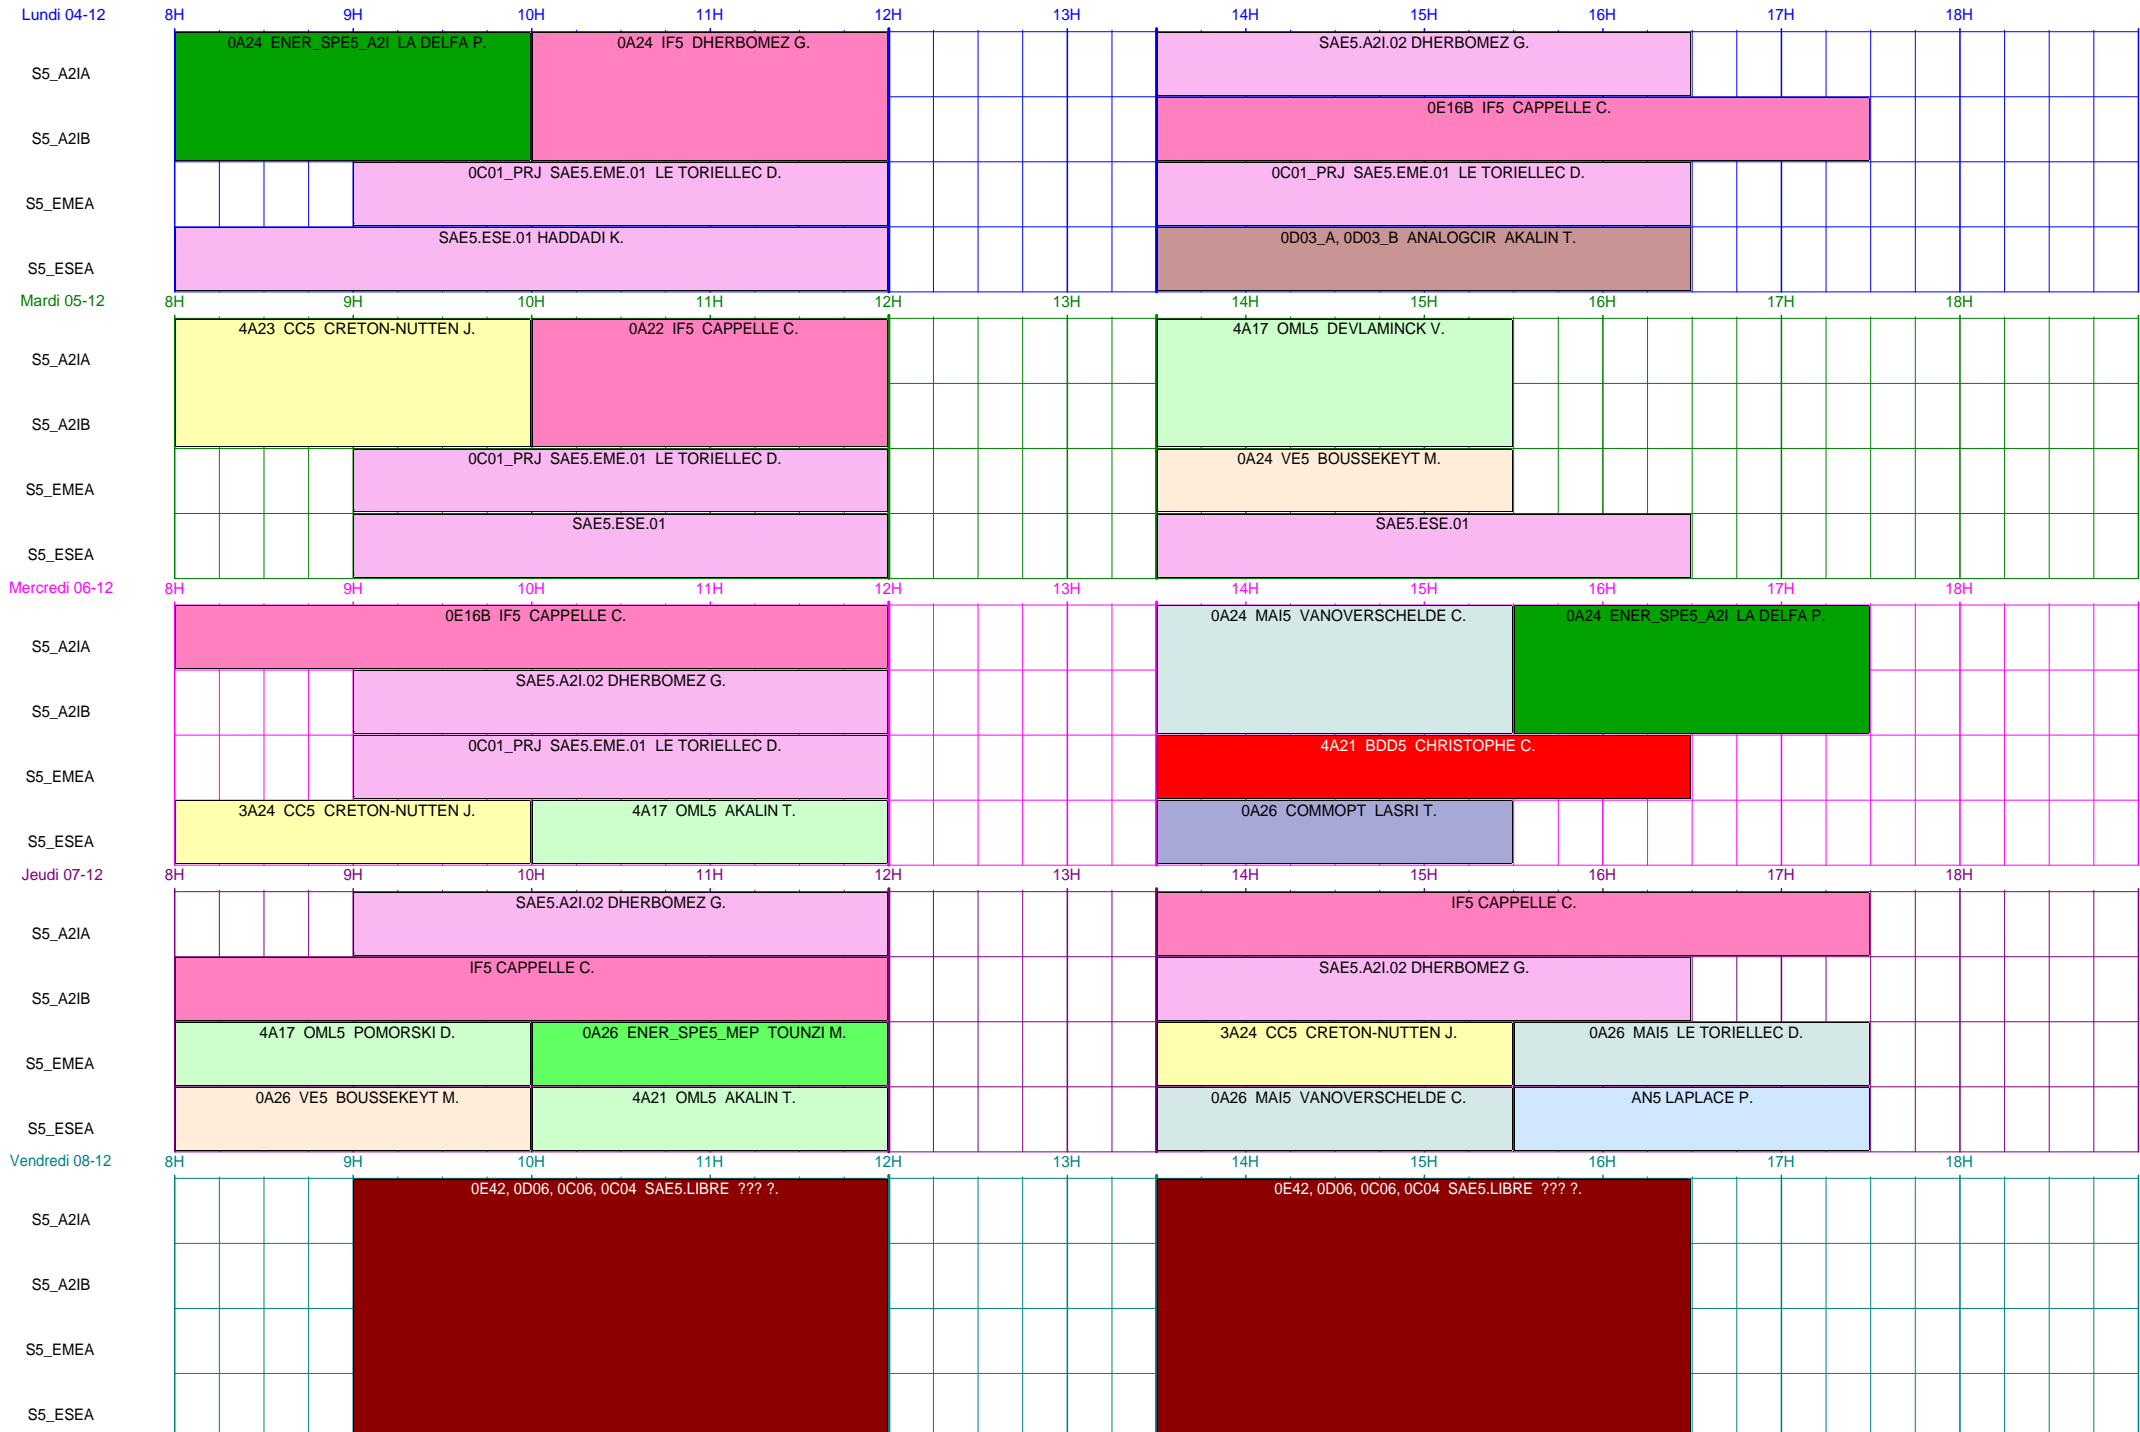 Lundi 04-12 8H 9H 10H 11H 12H 13H 14H 15H 16H 17H 18H
0A24 ENER_SPE5_A2I LA DELFA P. 0A24 IF5 DHERBOMEZ G. SAE5.A2I.02 DHERBOMEZ G.
S5_A2IA
0E16B IF5 CAPPELLE C.
S5_A2IB
0C01_PRJ SAE5.EME.01 LE TORIELLEC D. 0C01_PRJ SAE5.EME.01 LE TORIELLEC D.
S5_EMEA
SAE5.ESE.01 HADDADI K. 0D03_A, 0D03_B ANALOGCIR AKALIN T.
S5_ESEA
Mardi 05-12 8H 9H 10H 11H 12H 13H 14H 15H 16H 17H 18H
4A23 CC5 CRETON-NUTTEN J. 0A22 IF5 CAPPELLE C. 4A17 OML5 DEVLAMINCK V.
S5_A2IA
S5_A2IB
0C01_PRJ SAE5.EME.01 LE TORIELLEC D. 0A24 VE5 BOUSSEKEYT M.
S5_EMEA
SAE5.ESE.01 SAE5.ESE.01
S5_ESEA
Mercredi 06-12 8H 9H 10H 11H 12H 13H 14H 15H 16H 17H 18H
0E16B IF5 CAPPELLE C. 0A24 MAI5 VANOVERSCHELDE C. 0A24 ENER_SPE5_A2I LA DELFA P.
S5_A2IA
SAE5.A2I.02 DHERBOMEZ G.
S5_A2IB
0C01_PRJ SAE5.EME.01 LE TORIELLEC D. 4A21 BDD5 CHRISTOPHE C.
S5_EMEA
3A24 CC5 CRETON-NUTTEN J. 4A17 OML5 AKALIN T. 0A26 COMMOPT LASRI T.
S5_ESEA
Jeudi 07-12 8H 9H 10H 11H 12H 13H 14H 15H 16H 17H 18H
SAE5.A2I.02 DHERBOMEZ G. IF5 CAPPELLE C.
S5_A2IA
IF5 CAPPELLE C. SAE5.A2I.02 DHERBOMEZ G.
S5_A2IB
4A17 OML5 POMORSKI D. 0A26 ENER_SPE5_MEP TOUNZI M. 3A24 CC5 CRETON-NUTTEN J. 0A26 MAI5 LE TORIELLEC D.
S5_EMEA
0A26 VE5 BOUSSEKEYT M. 4A21 OML5 AKALIN T. 0A26 MAI5 VANOVERSCHELDE C. AN5 LAPLACE P.
S5_ESEA
Vendredi 08-12 8H 9H 10H 11H 12H 13H 14H 15H 16H 17H 18H
0E42, 0D06, 0C06, 0C04 SAE5.LIBRE ??? ?. 0E42, 0D06, 0C06, 0C04 SAE5.LIBRE ??? ?.
S5_A2IA
S5_A2IB
S5_EMEA
S5_ESEA